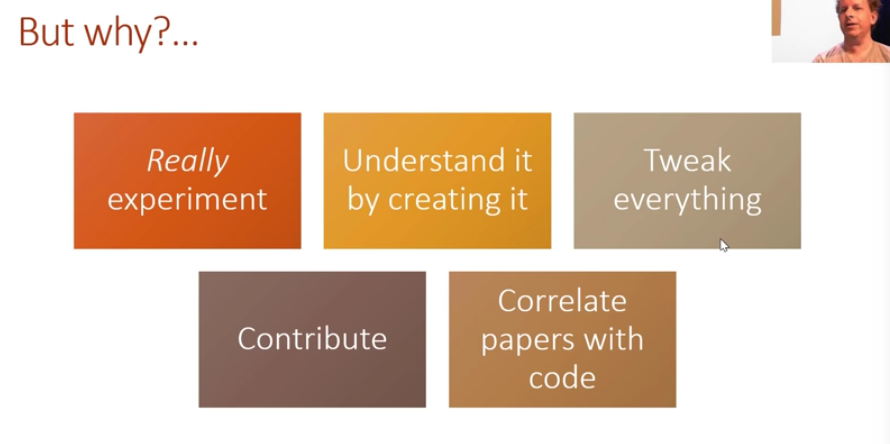 But why?...
Really
experiment
Understand it
by creating it
Tweak
everything
Contribute
Correlate
papers with
code